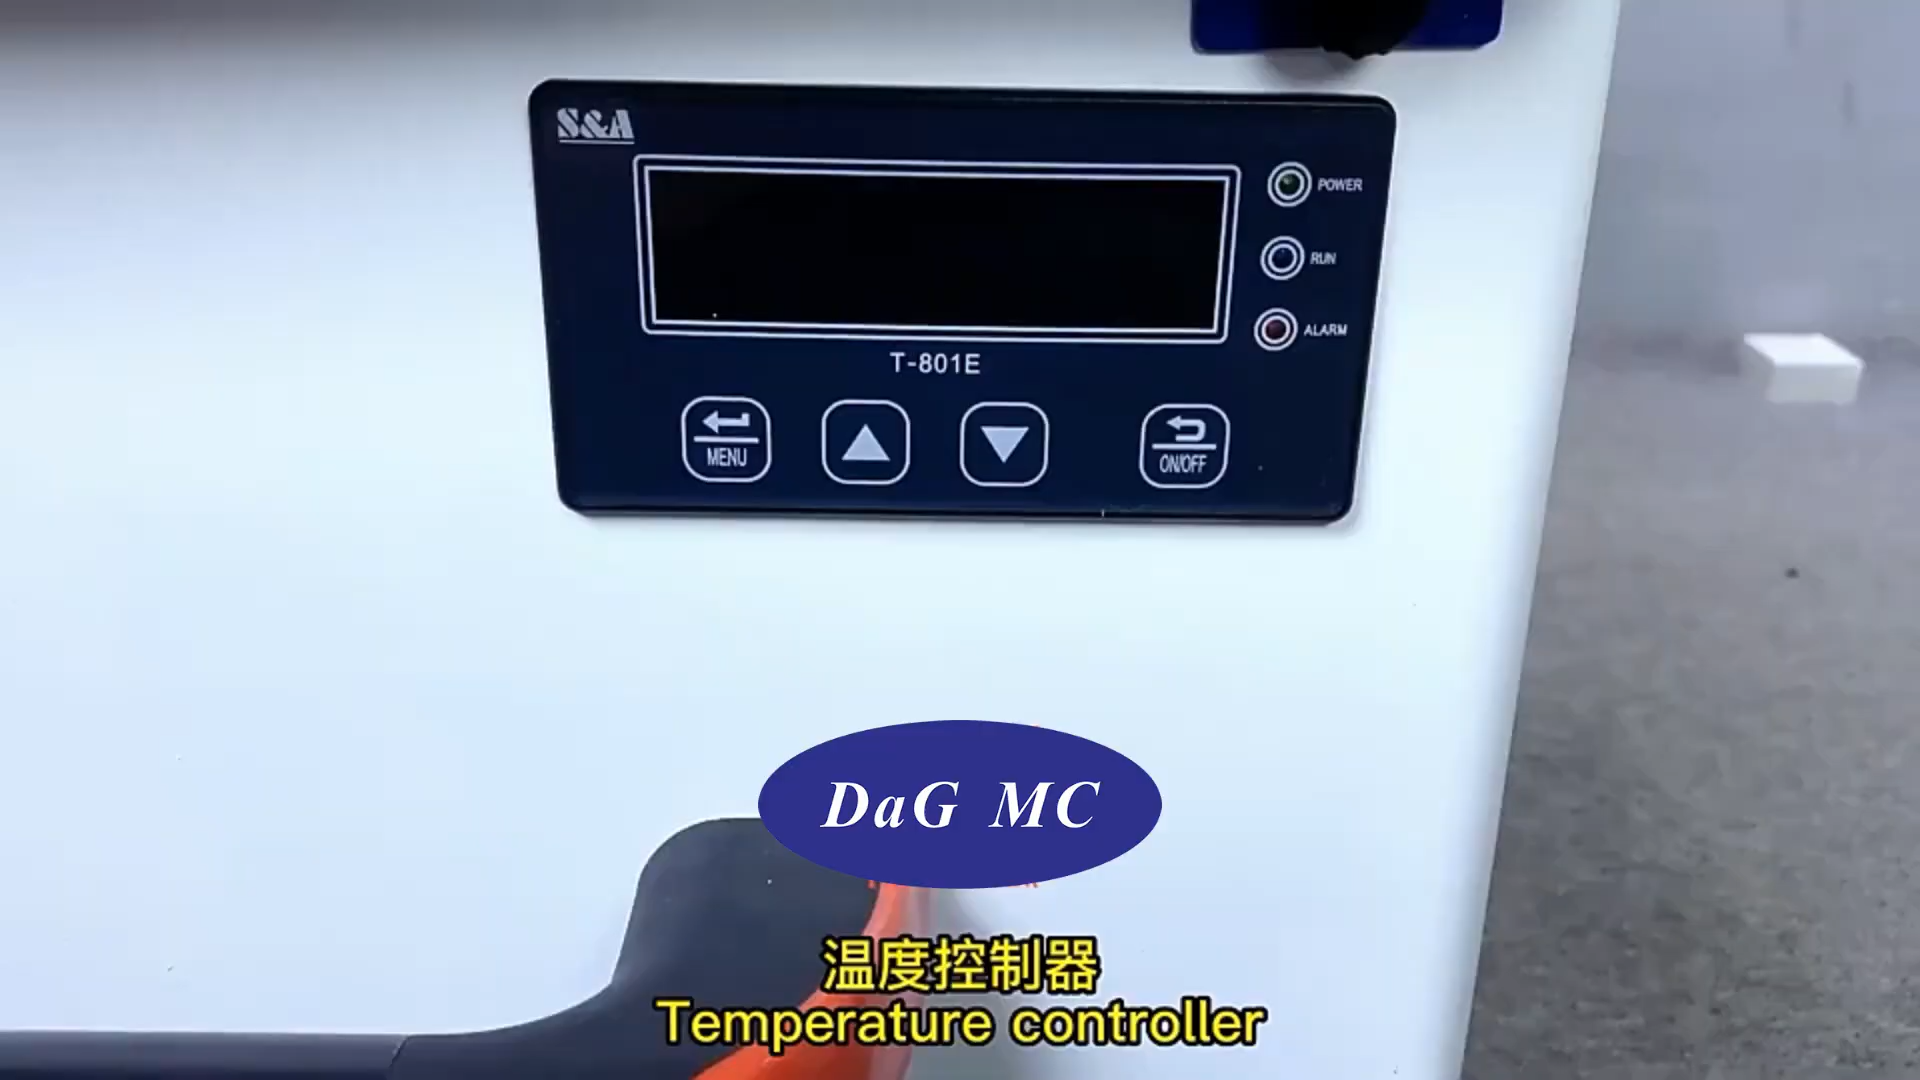 S&A
POWER
RUN
ALARM
T-801E
MENU
ON/OFF
DaG MC
温度控制器
Temperature controller